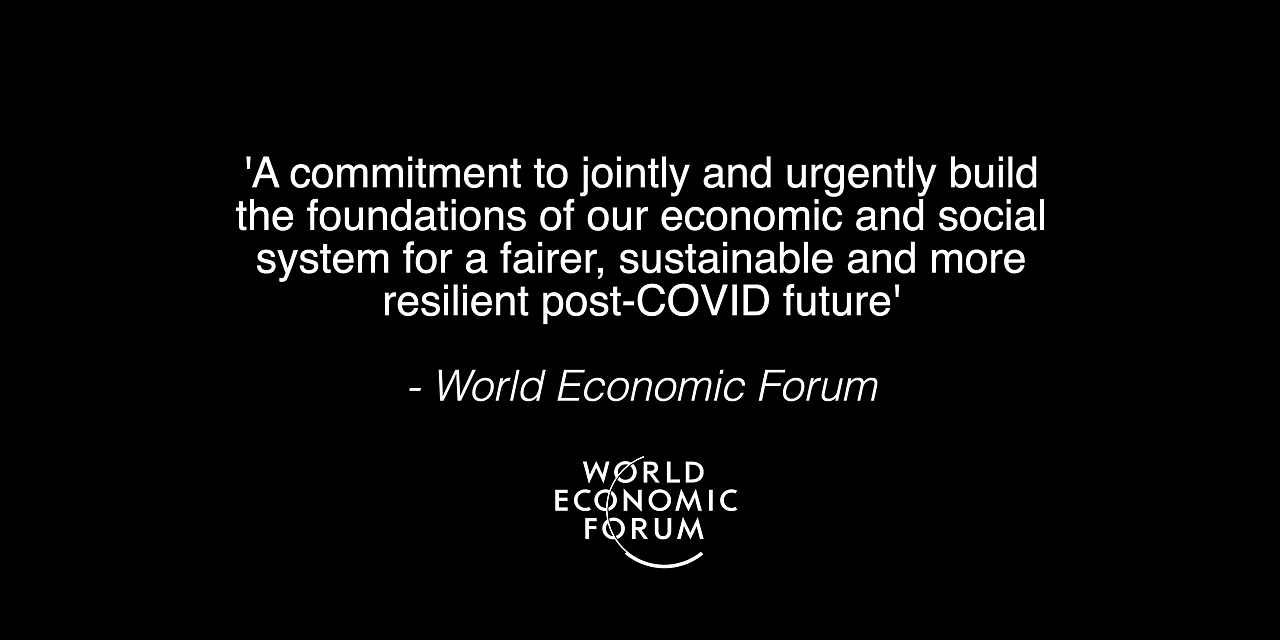 'A commitment to jointly and urgently build
the foundations of our economic and social
system for a fairer, sustainable and more
resilient post-COVID future'
- World Economic Forum
WORLD
ECONOMIC
FORUM